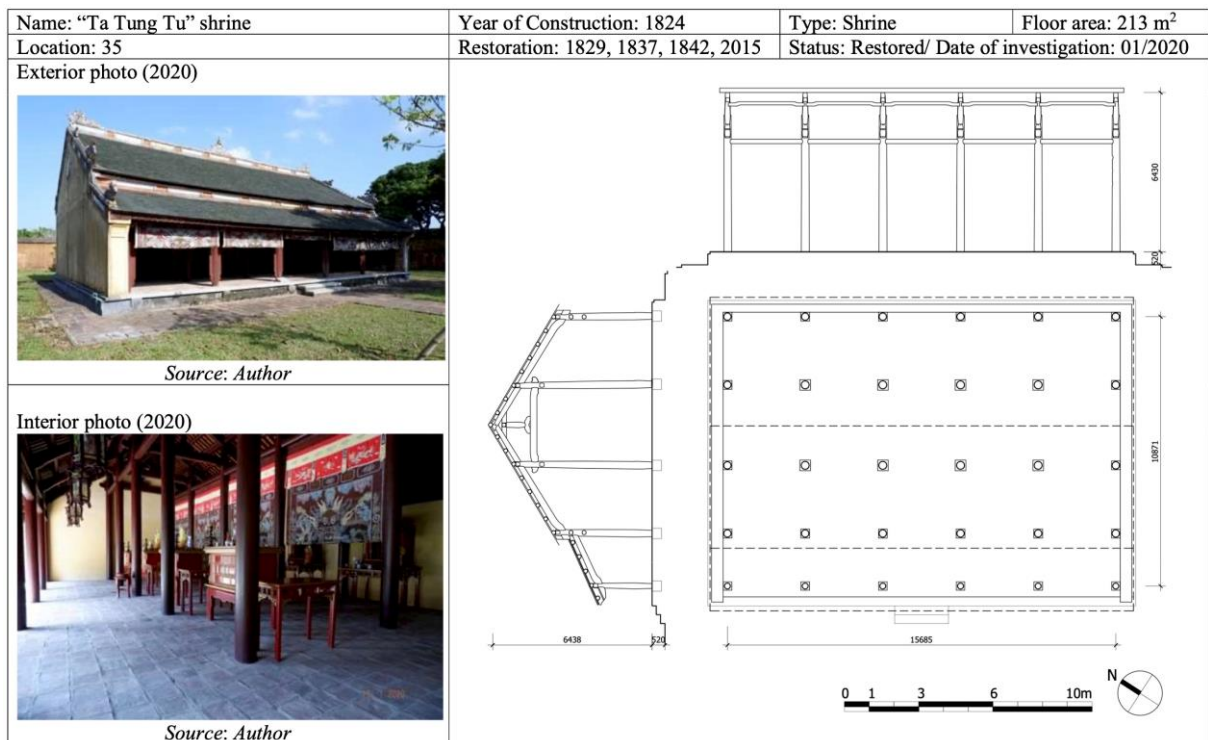 Name: “Ta Tung Tu” shrine
Year of Construction: 1824
Type: Shrine
Floor area: 213 m²
Location: 35
Restoration: 1829, 1837, 1842, 2015
Status: Restored/ Date of investigation: 01/2020
Exterior photo (2020)
Source: Author
Interior photo (2020)
Source: Author
6430
520
10871
6438
520
15685
N
0 1 3 6 10m